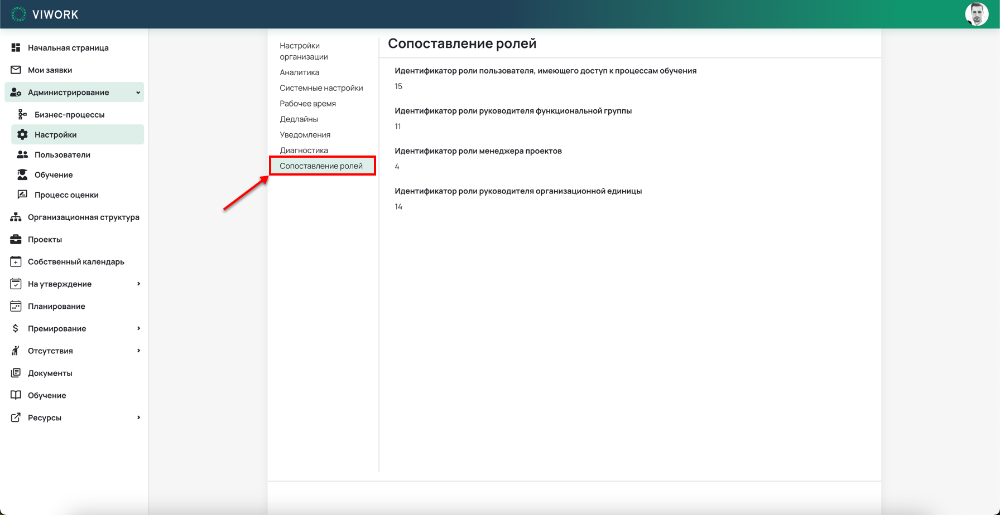 VIWORK
Начальная страница
Мои заявки
Администрирование
Бизнес-процессы
Настройки
Пользователи
Обучение
Процесс оценки
Организационная структура
Проекты
Собственный календарь
На утверждение
Планирование
Премирование
Отсутствия
Документы
Обучение
Ресурсы
Настройки
организации
Аналитика
Системные настройки
Рабочее время
Дедлайны
Уведомления
Диагностика
Сопоставление ролей
Сопоставление ролей
Идентификатор роли пользователя, имеющего доступ к процессам обучения
15
Идентификатор роли руководителя функциональной группы
11
Идентификатор роли менеджера проектов
4
Идентификатор роли руководителя организационной единицы
14